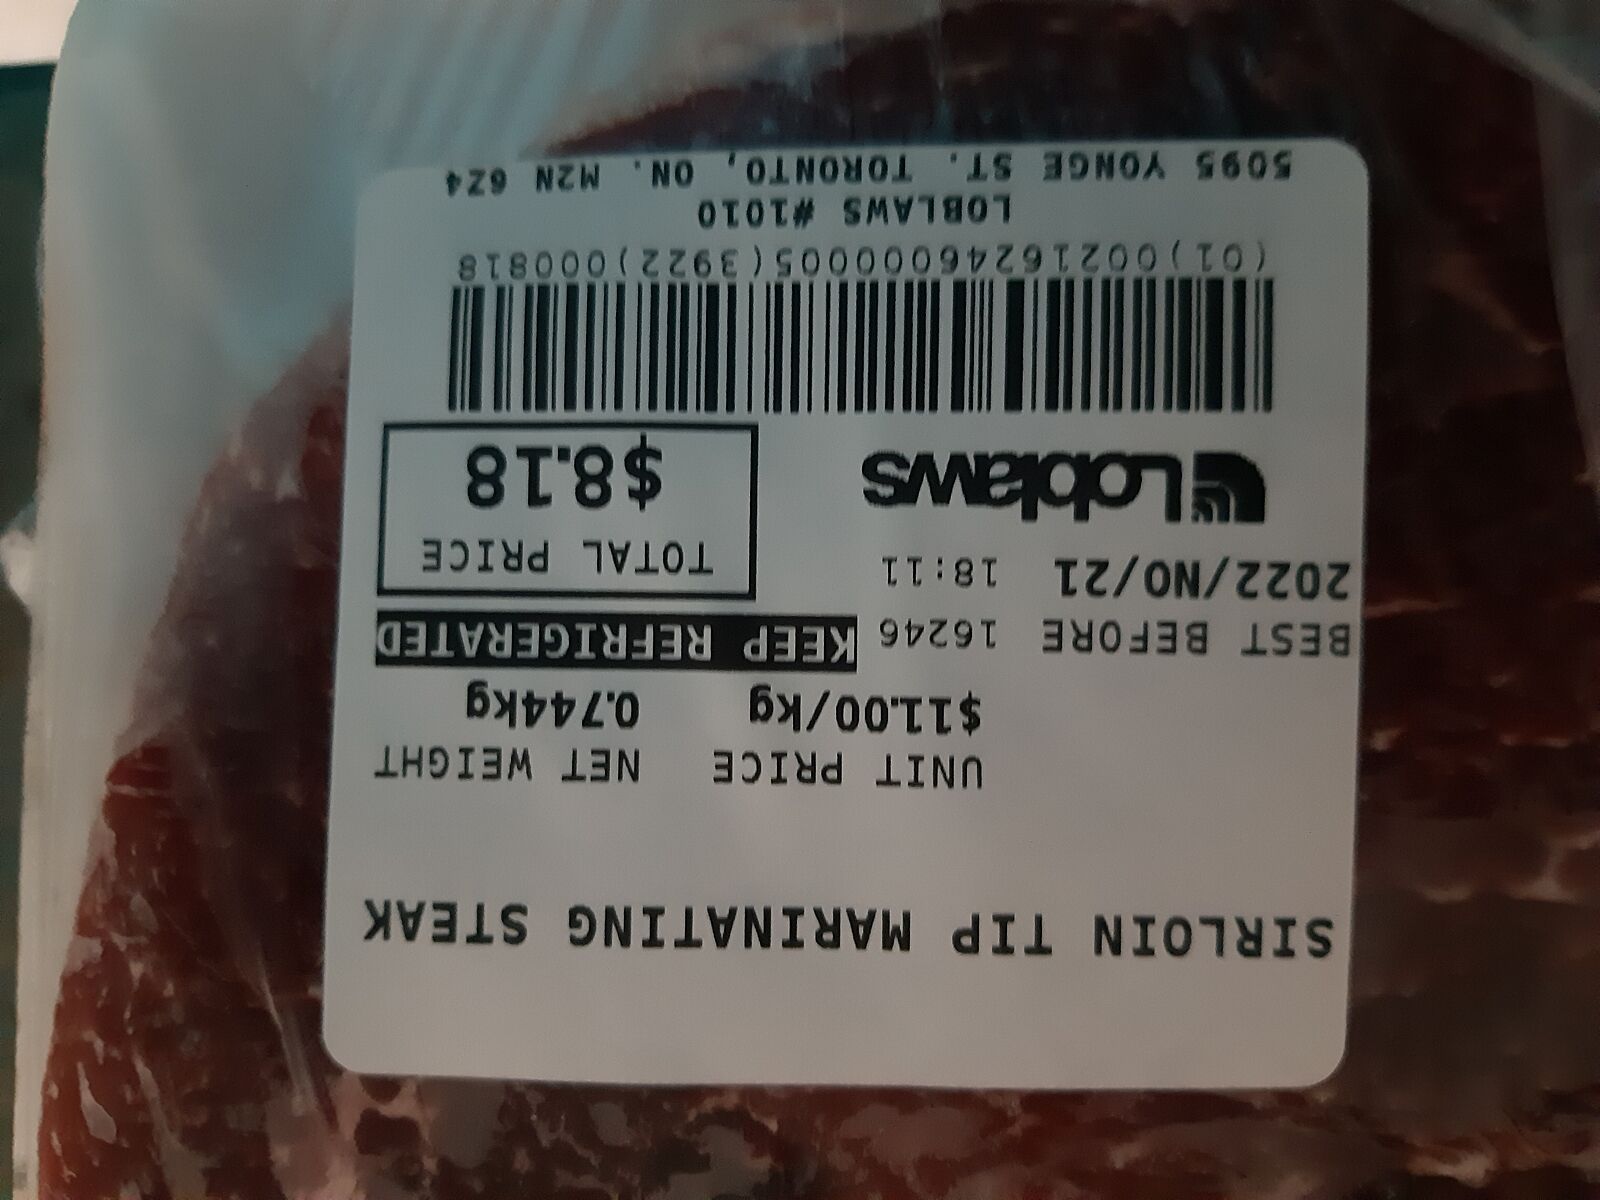 SIRLOIN TIP MARINATING STEAK
UNIT PRICE NET WEIGHT
$11.00/kg 0.744kg
BEST BEFORE 16246 KEEP REFRIGERATED
2022/NO/21 18:11
TOTAL PRICE
$8.18
Loblaws
(01)00216246000005(3922)000818
LOBLAWS #1010
5095 YONGE ST. TORONTO, ON. M2N 6Z4